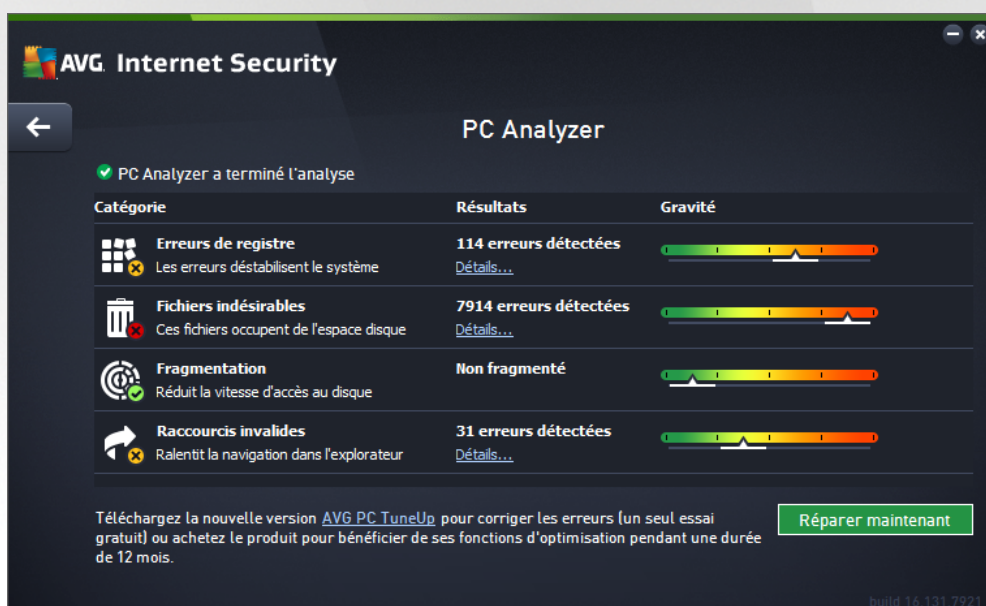 AVG. Internet Security
PC Analyzer
PC Analyzer a terminé l'analyse
Catégorie Résultats Gravité
Erreurs de registre 114 erreurs détectées
Les erreurs déstabilisent le système Détails...
Fichiers indésirables 7914 erreurs détectées
Ces fichiers occupent de l'espace disque Détails...
Fragmentation Non fragmenté
Réduit la vitesse d'accès au disque
Raccourcis invalides 31 erreurs détectées
Ralentit la navigation dans l'explorateur Détails...
Téléchargez la nouvelle version AVG PC TuneUp pour corriger les erreurs (un seul essai
gratuit) ou achetez le produit pour bénéficier de ses fonctions d'optimisation pendant une durée
de 12 mois.
Réparer maintenant
build 16.131.7921